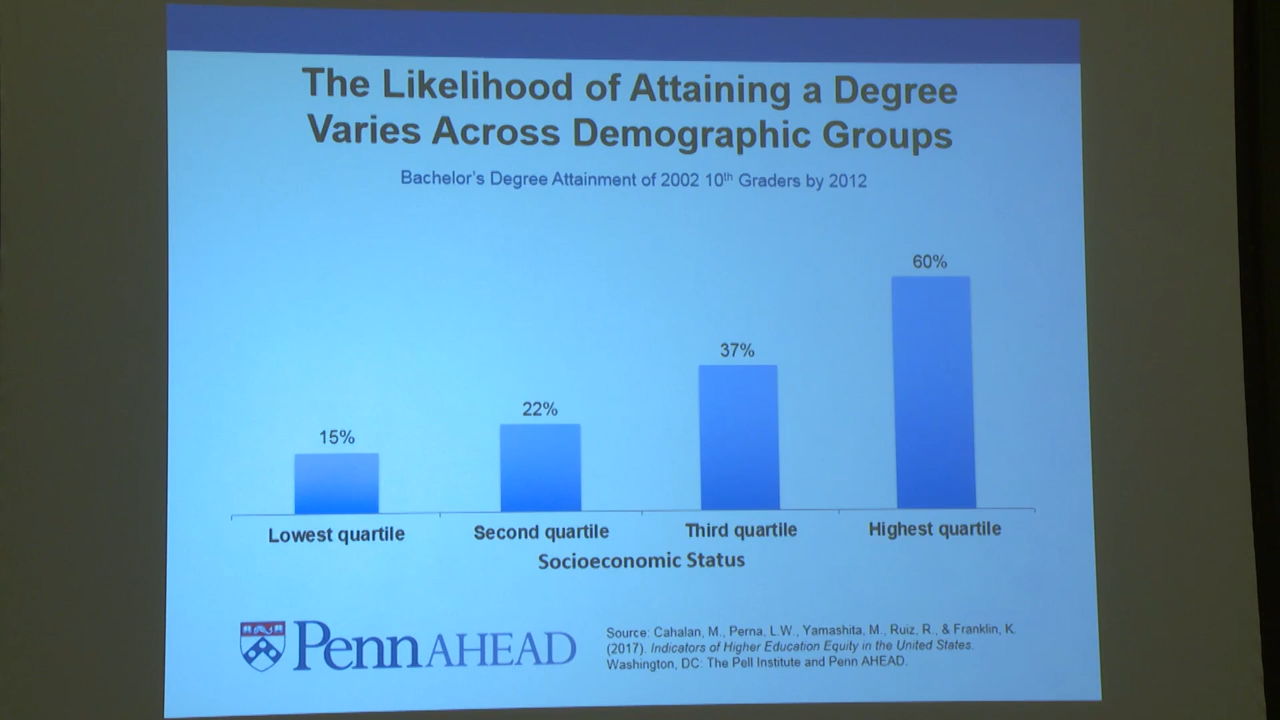 The Likelihood of Attaining a Degree
Varies Across Demographic Groups
Bachelor's Degree Attainment of 2002 10th Graders by 2012
60%
37%
22%
15%
Lowest quartile Second quartile Third quartile Highest quartile
Socioeconomic Status
Penn AHEAD
Source: Cahalan, M., Perna, L.W., Yamashita, M., Ruiz, R., & Franklin, K.
(2017). Indicators of Higher Education Equity in the United States.
Washington, DC: The Pell Institute and Penn AHEAD.